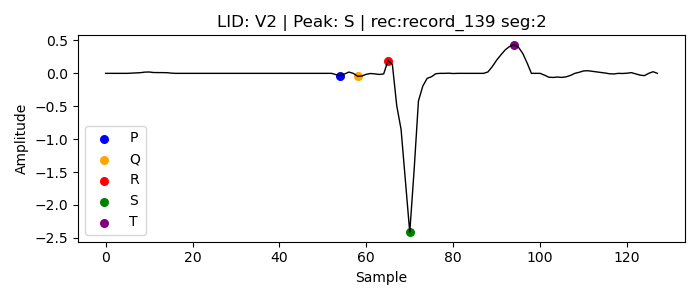 LID: V2 | Peak: S | rec:record_139 seg:2
0.5
0.0
−0.5
−1.0
−1.5
−2.0
−2.5
Amplitude
P
Q
R
S
T
0 20 40 60 80 100 120
Sample